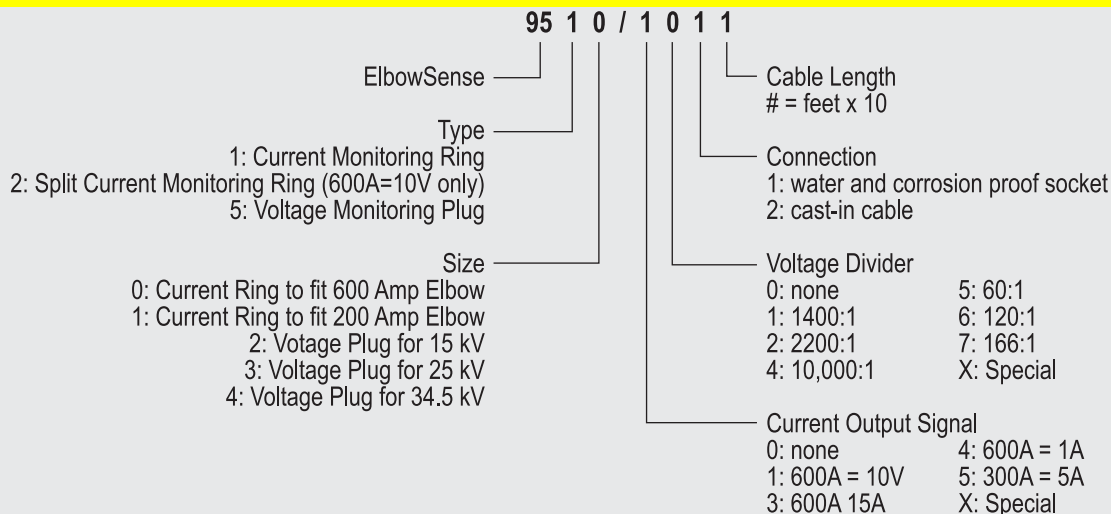 95 1 0 / 1 0 1 1
ElbowSense
Type
1: Current Monitoring Ring
2: Split Current Monitoring Ring (600A=10V only)
5: Voltage Monitoring Plug
Size
0: Current Ring to fit 600 Amp Elbow
1: Current Ring to fit 200 Amp Elbow
2: Votage Plug for 15 kV
3: Voltage Plug for 25 kV
4: Voltage Plug for 34.5 kV
Cable Length
# = feet x 10
Connection
1: water and corrosion proof socket
2: cast-in cable
Voltage Divider
0: none 5: 60:1
1: 1400:1 6: 120:1
2: 2200:1 7: 166:1
4: 10,000:1 X: Special
Current Output Signal
0: none 4: 600A = 1A
1: 600A = 10V 5: 300A = 5A
3: 600A 15A X: Special